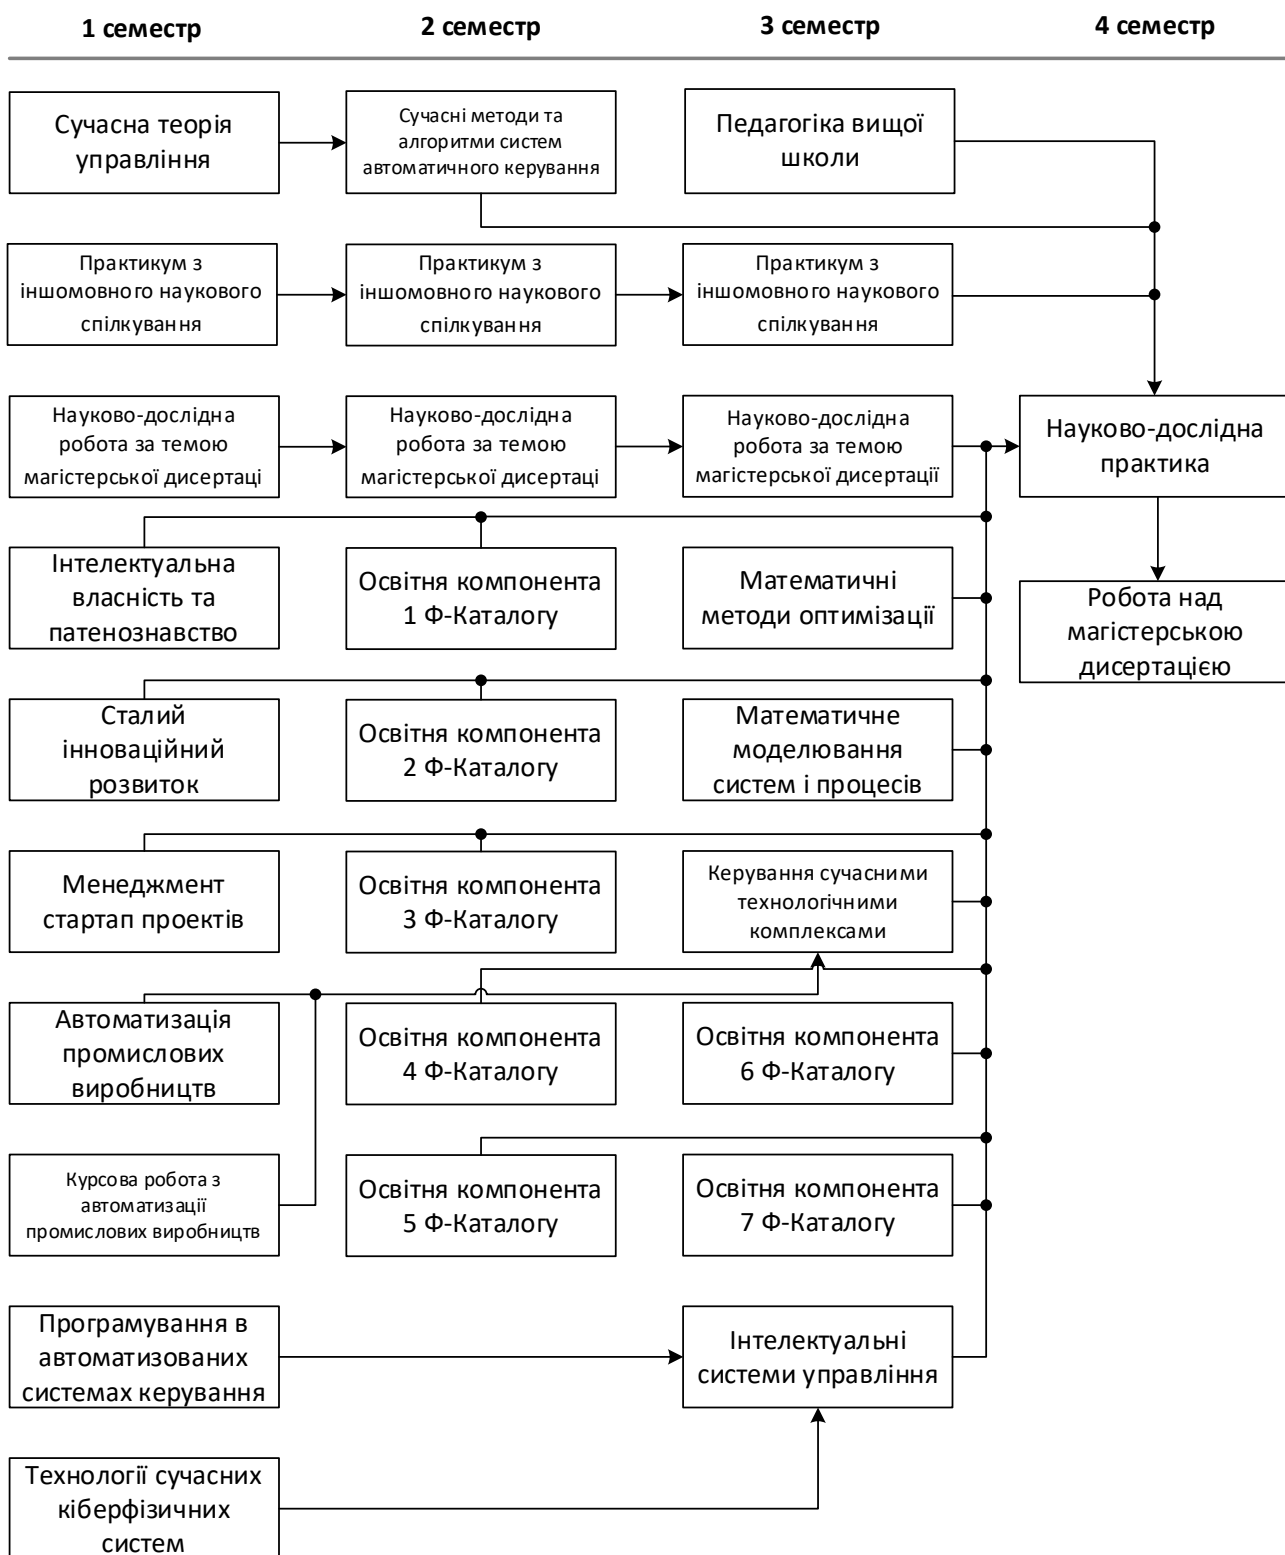 1 семестр
2 семестр
3 семестр
4 семестр
Сучасна теорія
управління
Сучасні методи та
алгоритми систем
автоматичного керування
Педагогіка вищої
школи
Практикум з
іншомовного наукового
спілкування
Практикум з
іншомовного наукового
спілкування
Практикум з
іншомовного наукового
спілкування
Науково-дослідна
робота за темою
магістерської дисертаці
Науково-дослідна
робота за темою
магістерської дисертаці
Науково-дослідна
робота за темою
магістерської дисертації
Науково-дослідна
практика
Інтелектуальна
власність та
патенознавство
Освітня компонента
1 Ф-Каталогу
Математичні
методи оптимізації
Робота над
магістерською
дисертацією
Сталий
інноваційний
розвиток
Освітня компонента
2 Ф-Каталогу
Математичне
моделювання
систем і процесів
Менеджмент
стартап проектів
Освітня компонента
3 Ф-Каталогу
Керування сучасними
технологічними
комплексами
Автоматизація
промислових
виробництв
Освітня компонента
4 Ф-Каталогу
Освітня компонента
6 Ф-Каталогу
Курсова робота з
автоматизації
промислових виробництв
Освітня компонента
5 Ф-Каталогу
Освітня компонента
7 Ф-Каталогу
Програмування в
автоматизованих
системах керування
Інтелектуальні
системи управління
Технології сучасних
кіберфізичних
систем